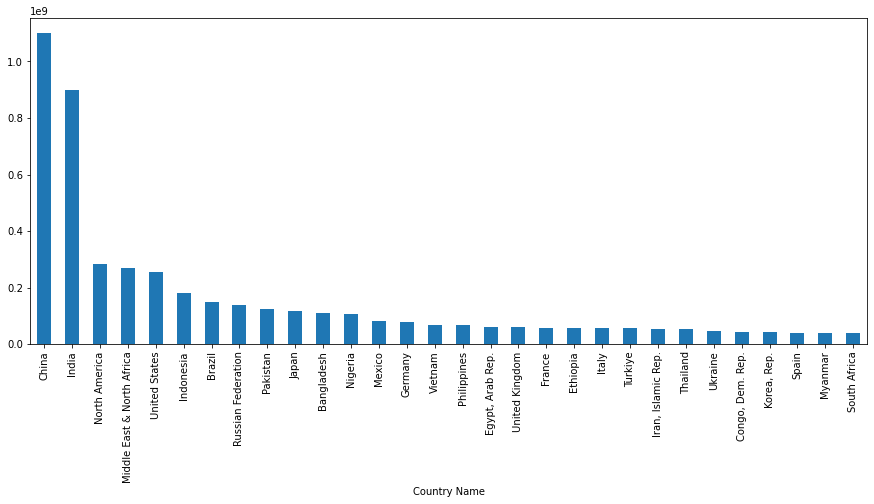 1e9
1.0
0.8
0.6
0.4
0.2
0.0
China
India
North America
Middle East & North Africa
United States
Indonesia
Brazil
Russian Federation
Pakistan
Japan
Bangladesh
Nigeria
Mexico
Germany
Vietnam
Philippines
Egypt, Arab Rep.
United Kingdom
France
Ethiopia
Italy
Turkiye
Iran, Islamic Rep.
Thailand
Ukraine
Congo, Dem. Rep.
Korea, Rep.
Spain
Myanmar
South Africa
Country Name